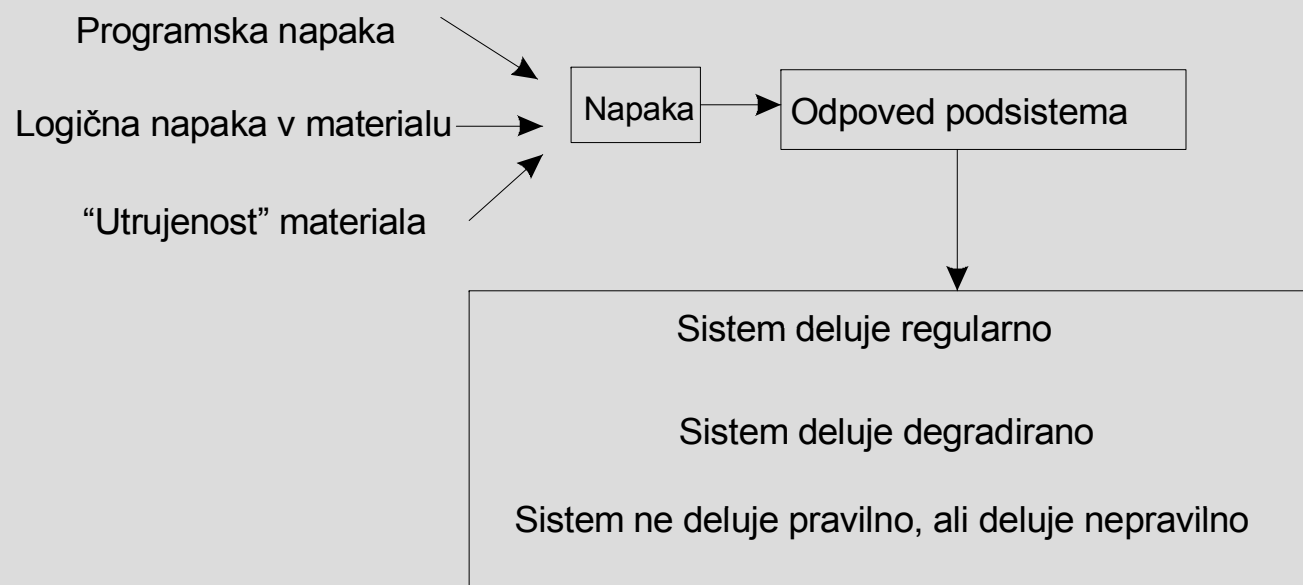 Programska napaka
Logična napaka v materialu
“Utrujenost” materiala
Napaka
Odpoved podsistema
Sistem deluje regularno
Sistem deluje degradirano
Sistem ne deluje pravilno, ali deluje nepravilno